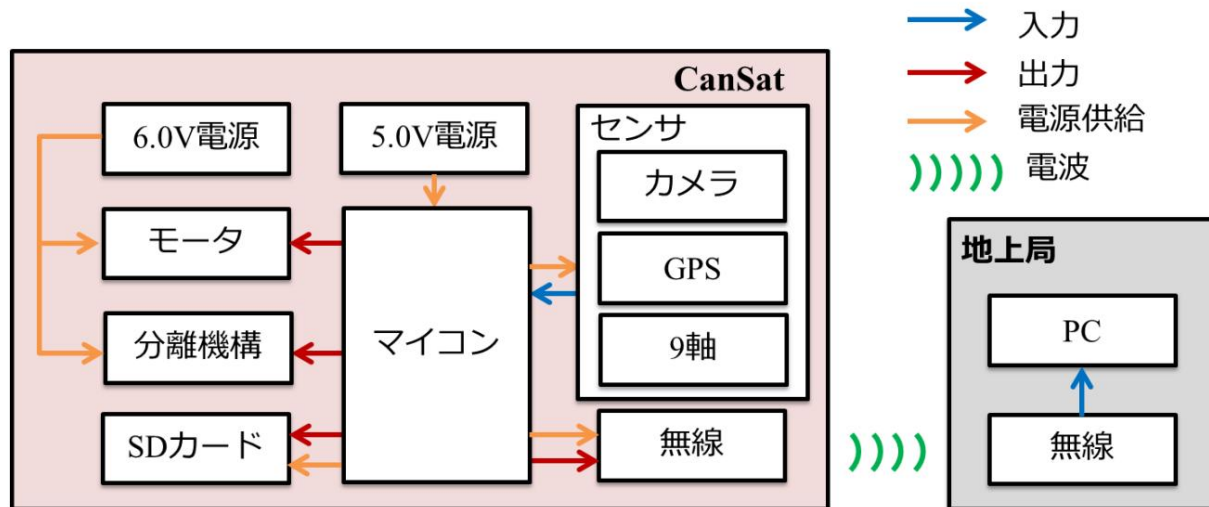 入力
出力
電源供給
電波
CanSat
6.0V電源
5.0V電源
センサ
カメラ
モータ
GPS
マイコン
分離機構
9軸
SDカード
無線
地上局
PC
無線